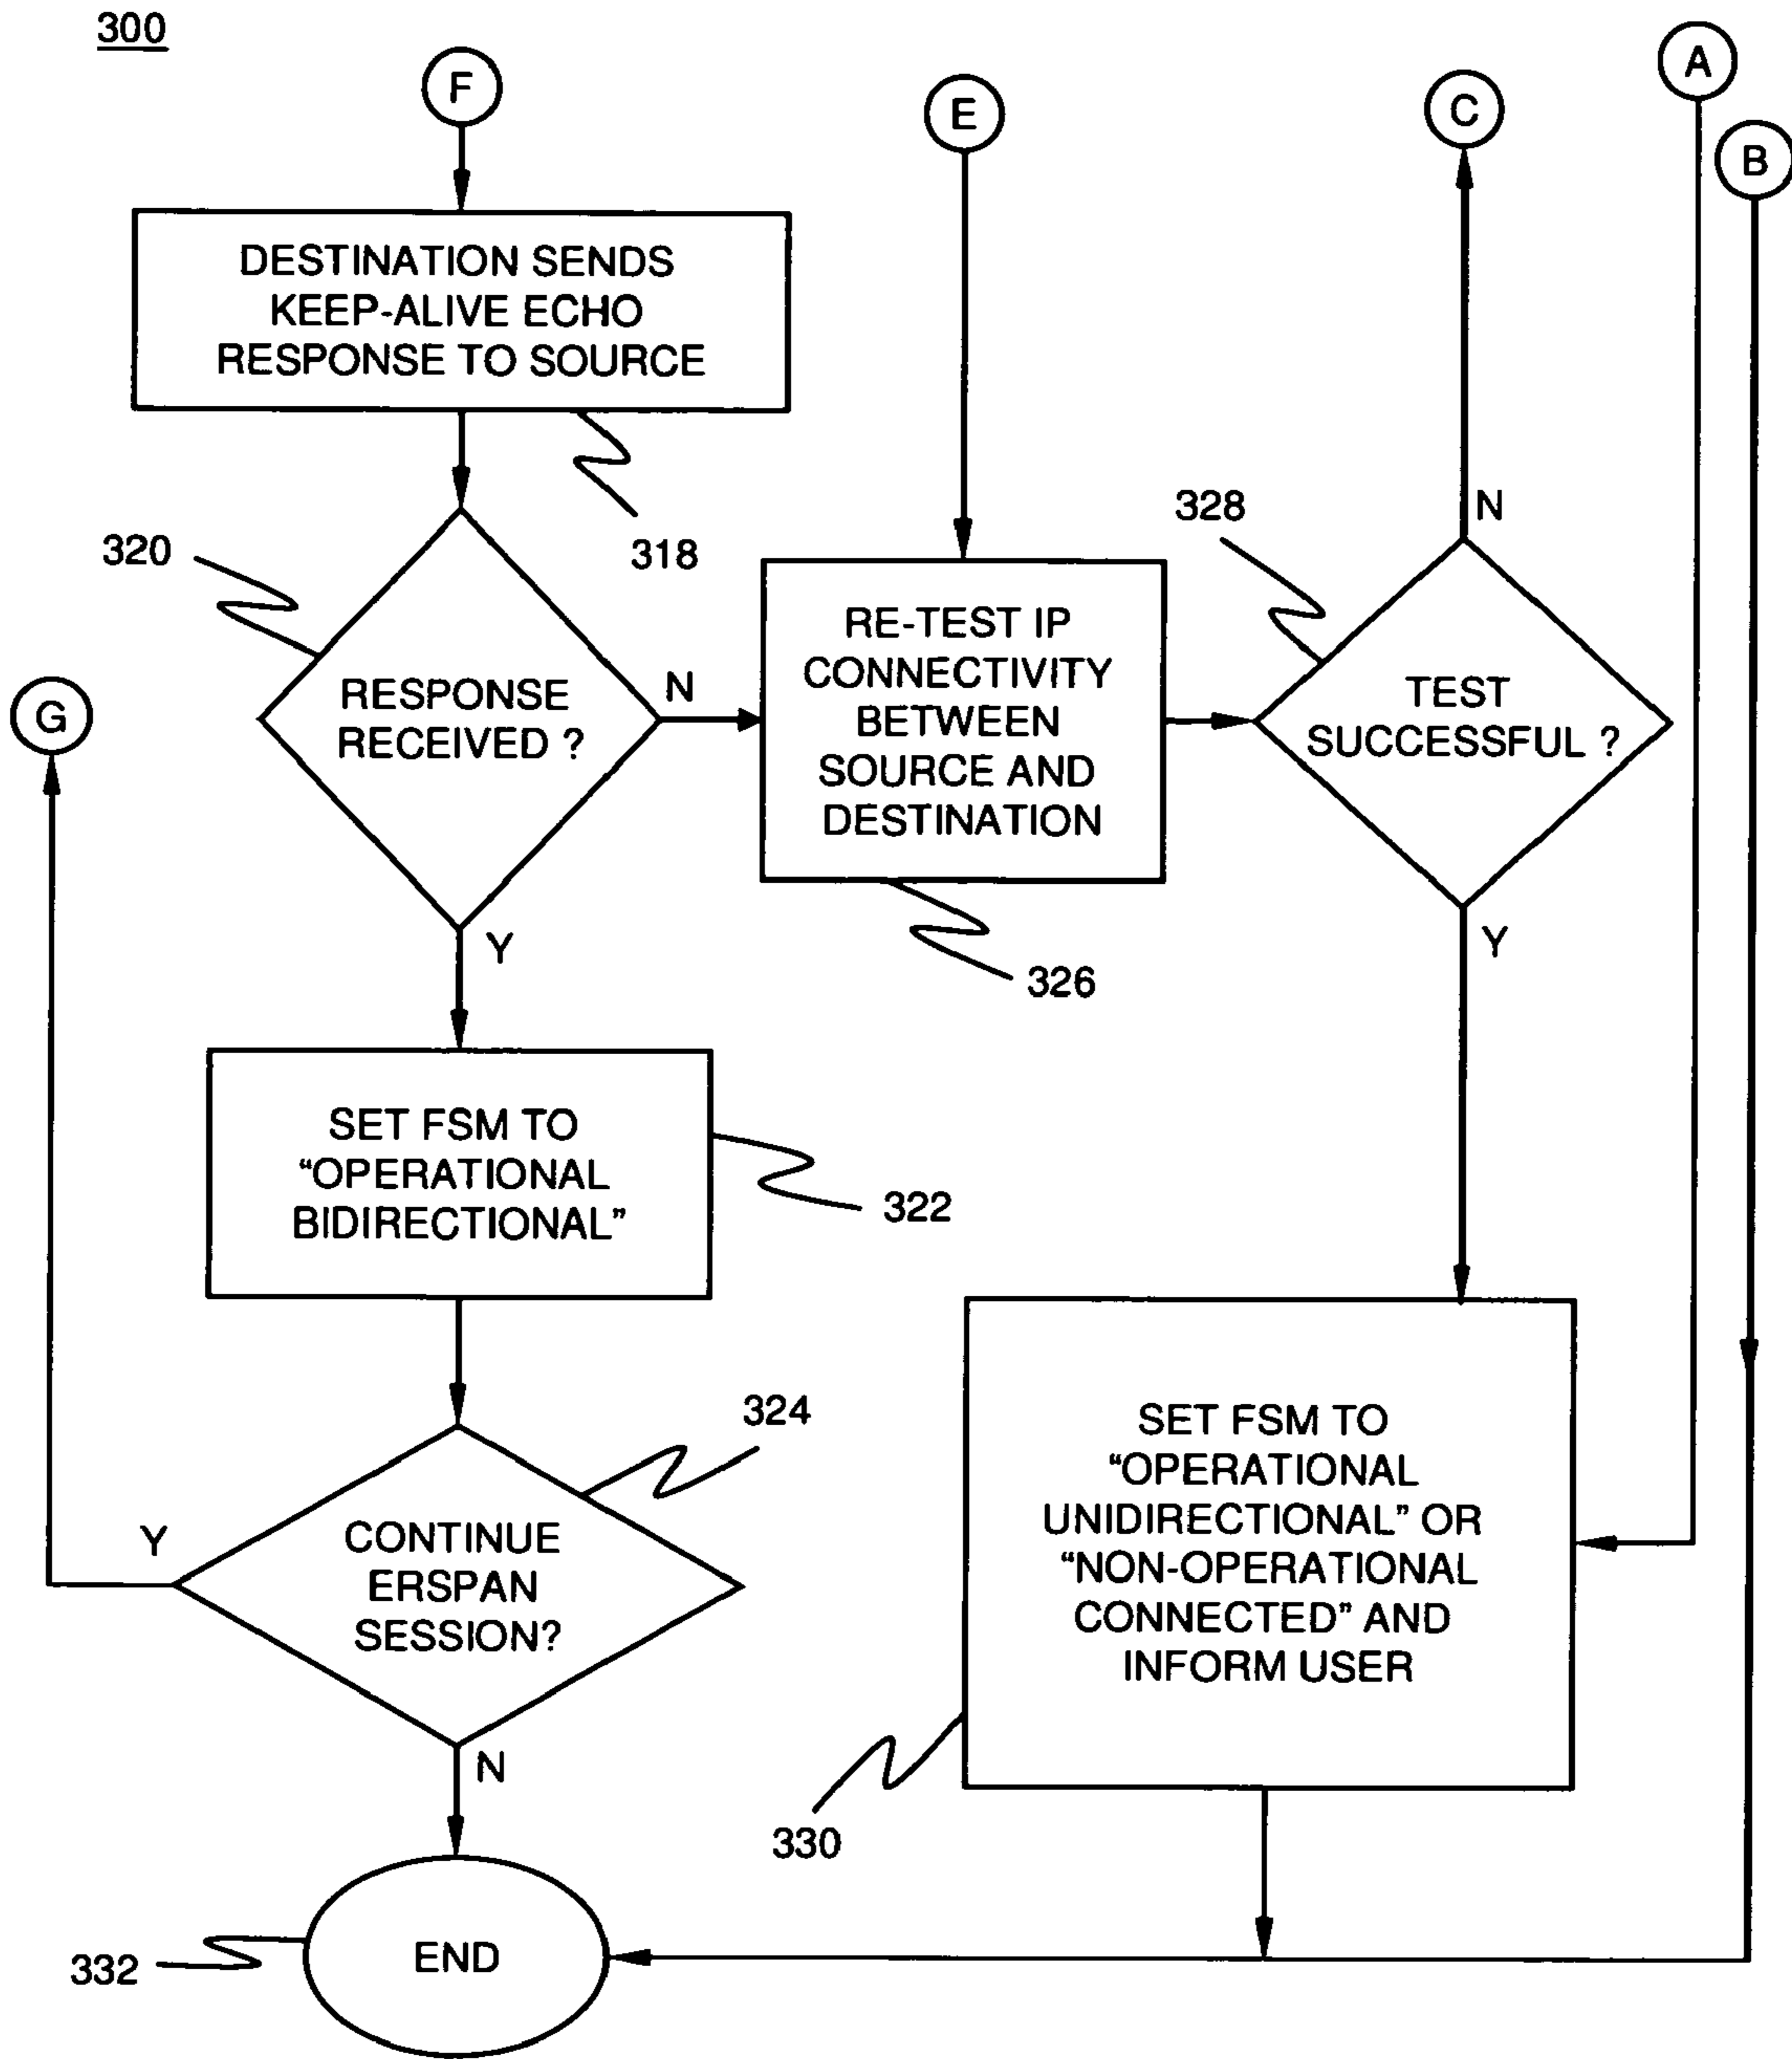 300
F
E
C
A
B
DESTINATION SENDS
KEEP-ALIVE ECHO
RESPONSE TO SOURCE
318
320
RESPONSE
RECEIVED ?
N
Y
G
RE-TEST IP
CONNECTIVITY
BETWEEN
SOURCE AND
DESTINATION
326
328
N
TEST
SUCCESSFUL ?
Y
SET FSM TO
“OPERATIONAL
BIDIRECTIONAL”
322
324
Y
CONTINUE
ERSPAN
SESSION?
N
SET FSM TO
“OPERATIONAL
UNIDIRECTIONAL” OR
“NON-OPERATIONAL
CONNECTED” AND
INFORM USER
330
332
END